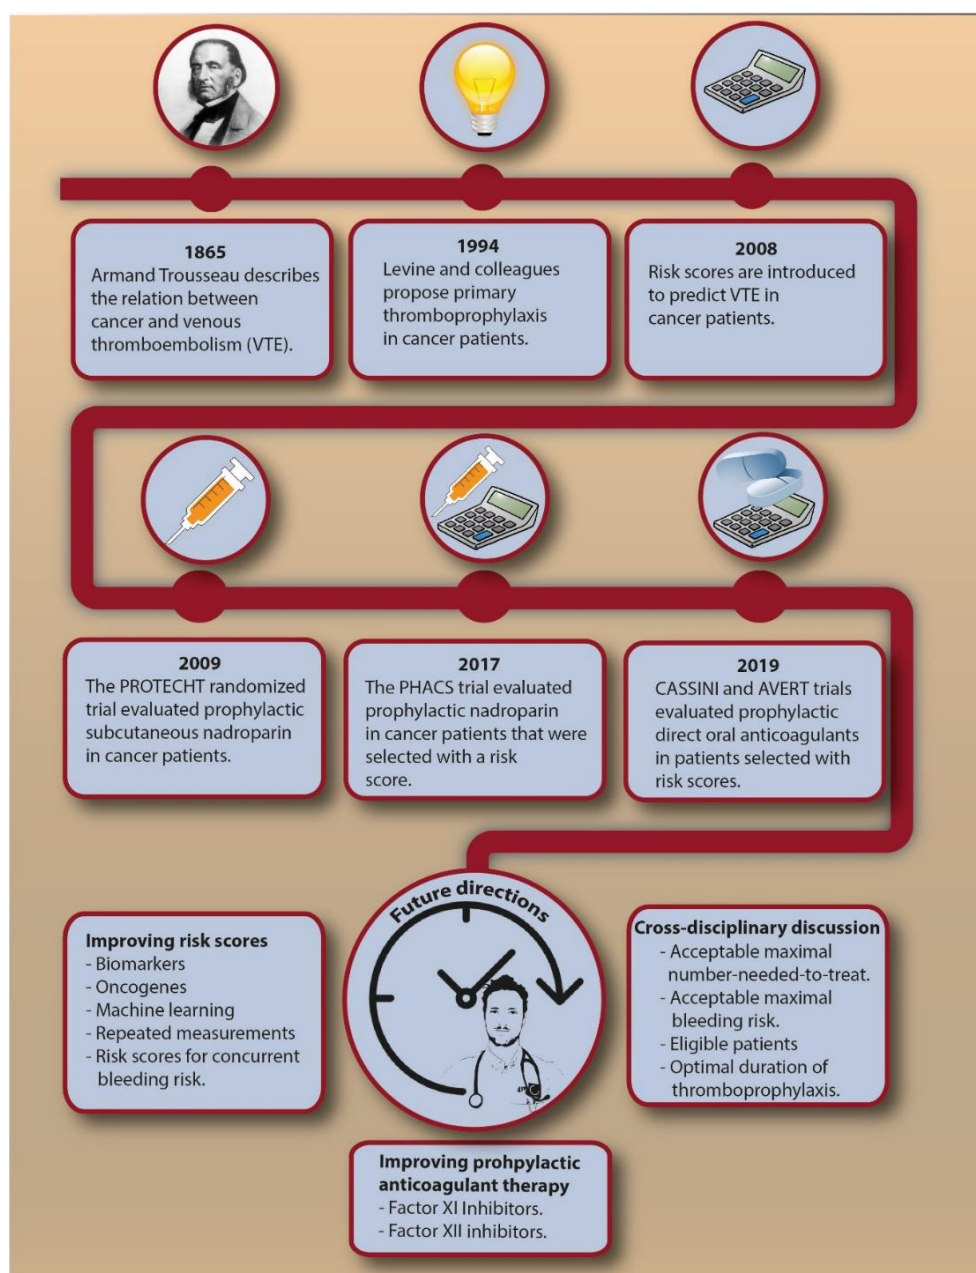 1865
Armand Trousseau describes
the relation between
cancer and venous
thromboembolism (VTE).
1994
Levine and colleagues
propose primary
thromboprophylaxis
in cancer patients.
2008
Risk scores are introduced
to predict VTE in
cancer patients.
2009
The PROTECHT randomized
trial evaluated prophylactic
subcutaneous nadroparin
in cancer patients.
2017
The PHACS trial evaluated
prophylactic nadroparin
in cancer patients that were
selected with a risk
score.
2019
CASSINI and AVERT trials
evaluated prophylactic
direct oral anticoagulants
in patients selected with
risk scores.
Future directions
Improving risk scores
- Biomarkers
- Oncogenes
- Machine learning
- Repeated measurements
- Risk scores for concurrent
bleeding risk.
Cross-disciplinary discussion
- Acceptable maximal
number-needed-to-treat.
- Acceptable maximal
bleeding risk.
- Eligible patients
- Optimal duration of
thromboprophylaxis.
Improving prohpylactic
anticoagulant therapy
- Factor XI Inhibitors.
- Factor XII inhibitors.